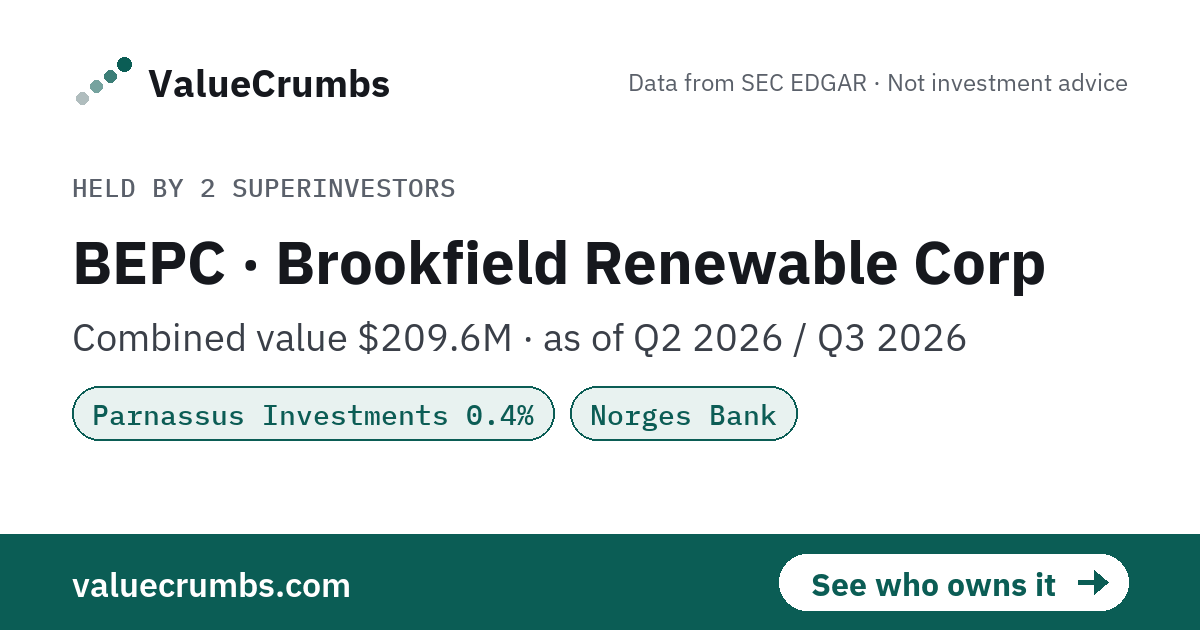 ValueCrumbs
Data from SEC EDGAR · Not investment advice
HELD BY 2 SUPERINVESTORS
BEPC · Brookfield Renewable Corp
Combined value $209.6M · as of Q2 2026 / Q3 2026
Parnassus Investments 0.4%
Norges Bank
valuecrumbs.com
See who owns it →